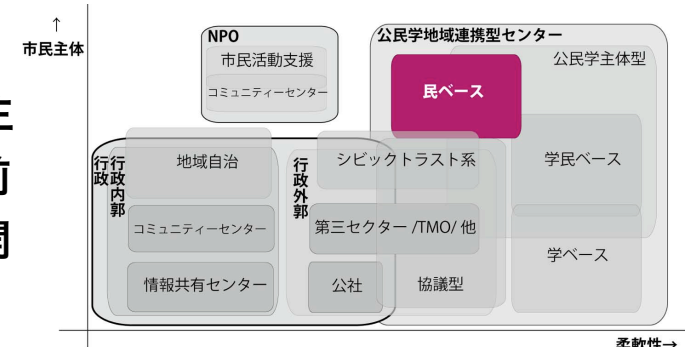 ↑
市民主体
NPO
市民活動支援
コミュニティーセンター
公民学地域連携型センター
公民学主体型
民ベース
学民ベース
学ベース
協議型
行政
行政内郭
地域自治
コミュニティーセンター
情報共有センター
行政外郭
シビックトラスト系
第三セクター/TMO/他
公社
柔軟性→